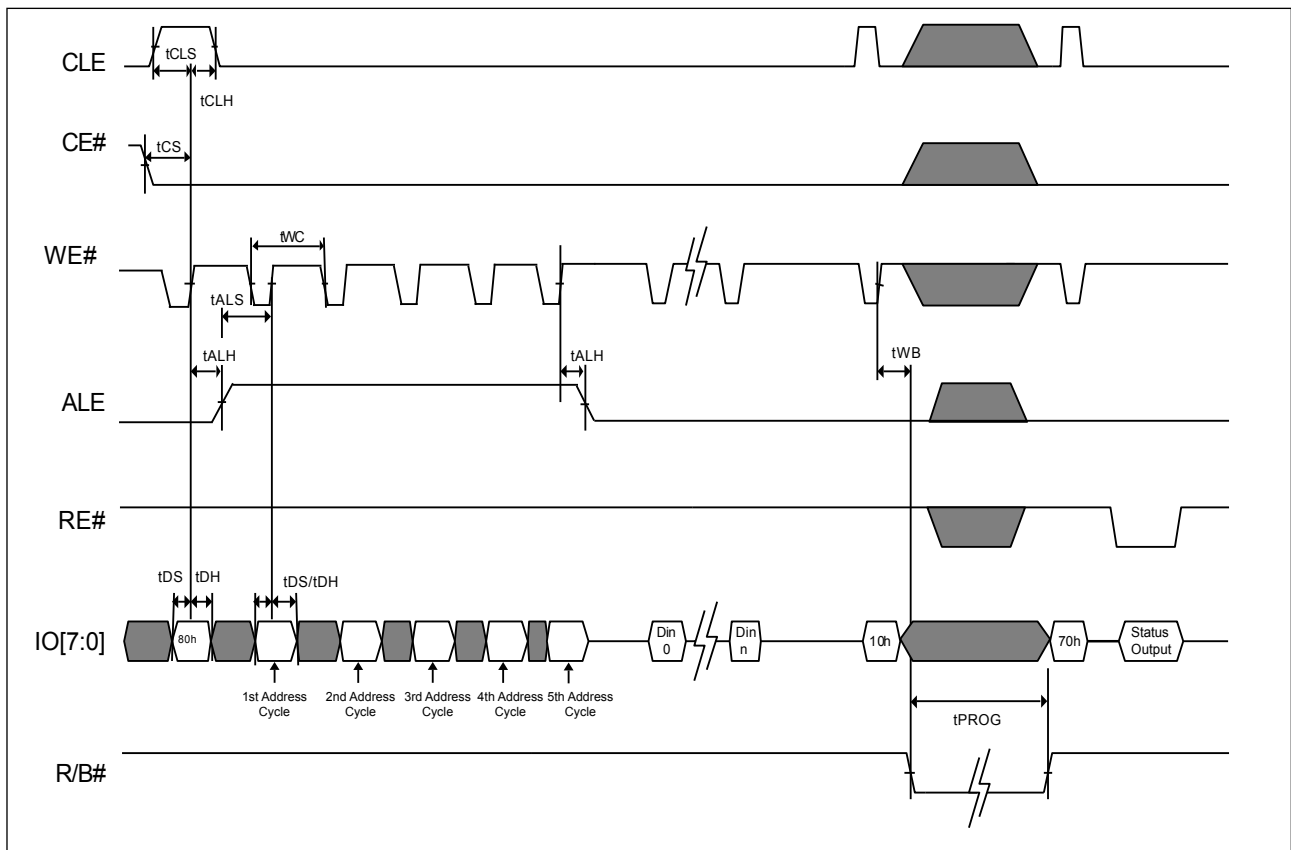 CLE
tCLS
tCLH
CE#
tCS
WE#
tWC
tALS
tALH
tALH
tWB
ALE
RE#
tDS
tDH
tDS/tDH
IO[7:0]
80h
Din
0
Din
n
10h
70h
Status
Output
1st Address
Cycle
2nd Address
Cycle
3rd Address
Cycle
4th Address
Cycle
5th Address
Cycle
tPROG
R/B#